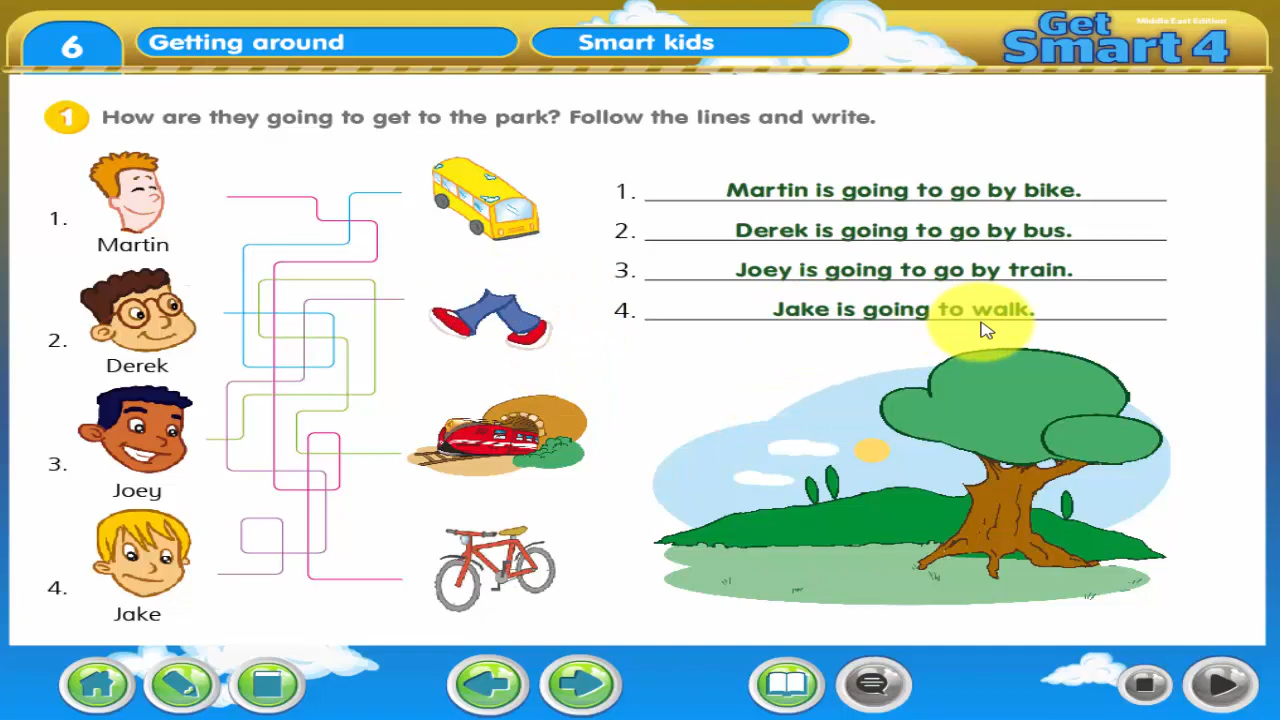 6 Getting around Smart kids Get Smart 4 Middle East Edition
1 How are they going to get to the park? Follow the lines and write.
1. Martin
2. Derek
3. Joey
4. Jake
1. Martin is going to go by bike.
2. Derek is going to go by bus.
3. Joey is going to go by train.
4. Jake is going to walk.